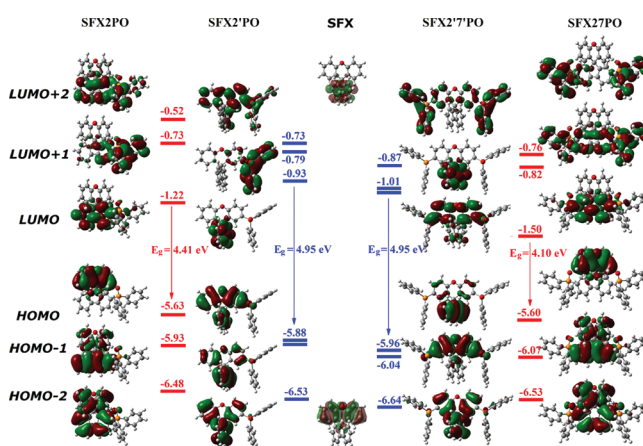 SFX2PO SFX2'PO SFX SFX2'7'PO SFX27PO
LUMO+2
-0.52
LUMO+1
-0.73 -0.73 -0.76
-0.79 -0.87 -0.82
-0.93 -1.01
LUMO
-1.22 -1.50
Eg= 4.41 eV Eg= 4.95 eV Eg= 4.95 eV Eg= 4.10 eV
HOMO
-5.63 -5.60
HOMO-1
-5.93 -5.88 -5.96 -6.07
-6.04
HOMO-2
-6.48 -6.53 -6.64 -6.53